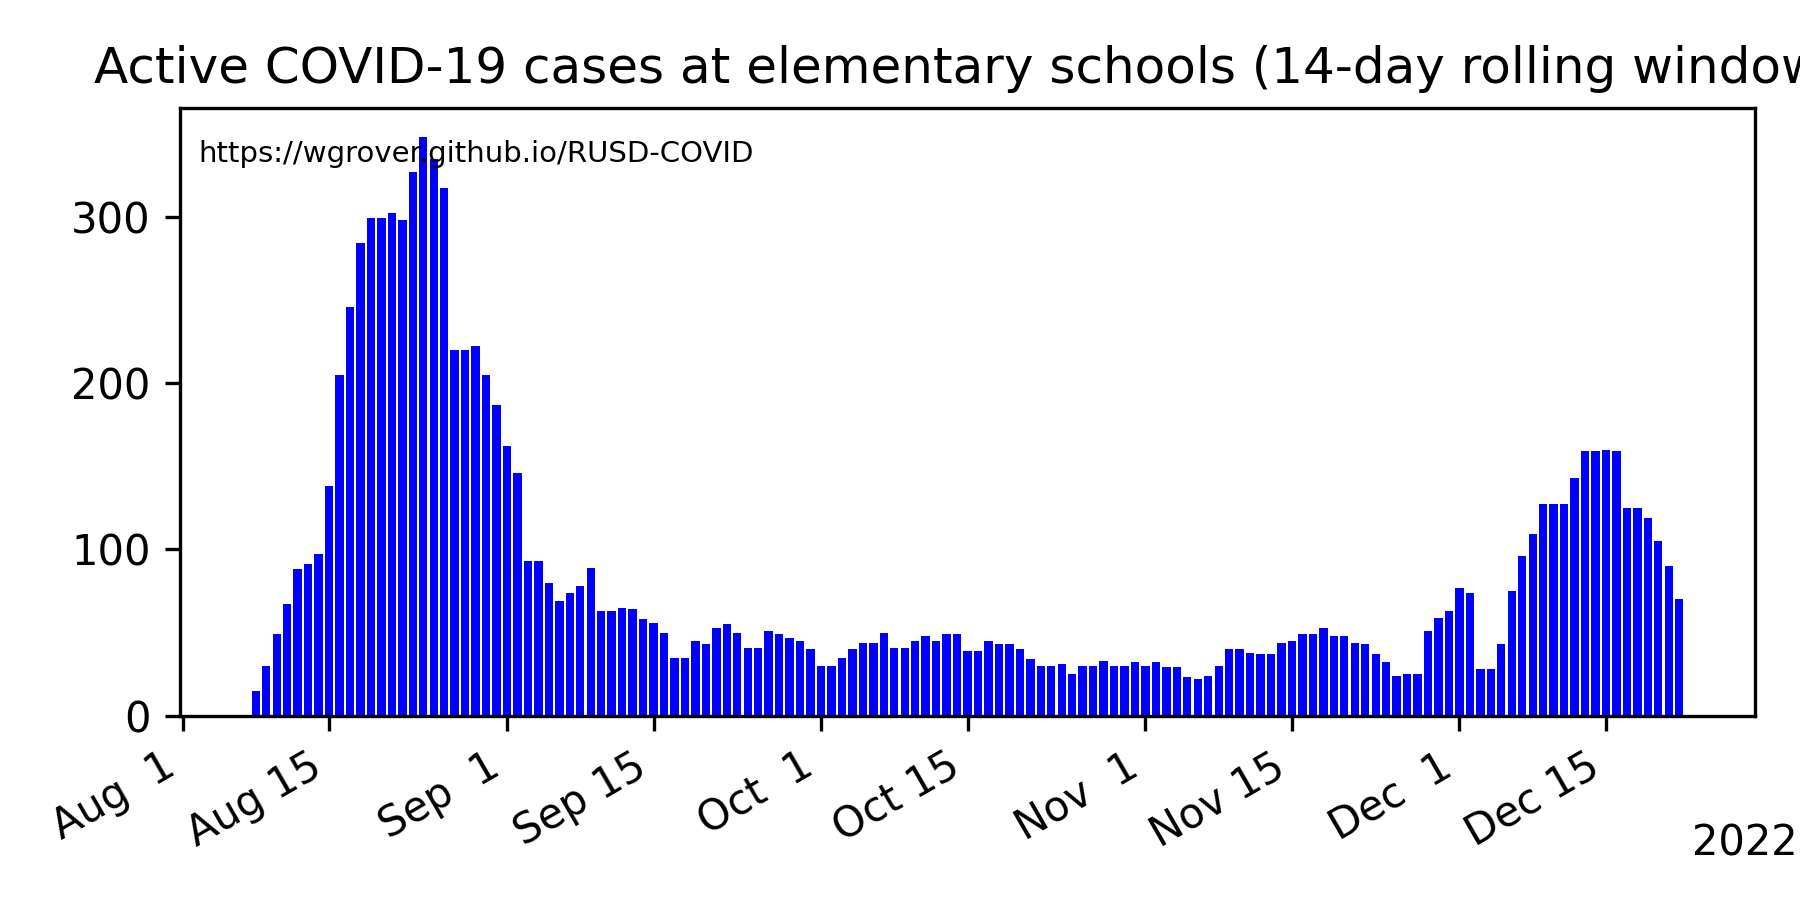 Active COVID-19 cases at elementary schools (14-day rolling window
https://wgrover.github.io/RUSD-COVID
300
200
100
0
Aug 1
Aug 15
Sep 1
Sep 15
Oct 1
Oct 15
Nov 1
Nov 15
Dec 1
Dec 15
2022